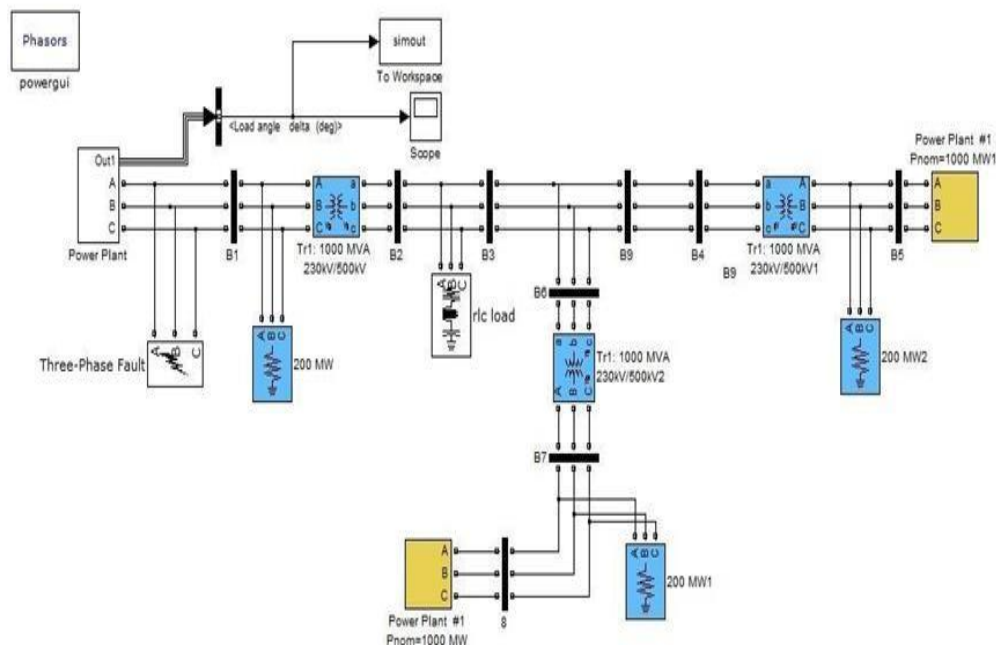 Phasors
powergui
simout
To Workspace
<Load angle delta (deg)>
Scope
Out1
A
B
C
Power Plant
B1
A
B
C
a
b
c
Tr1: 1000 MVA
230kV/500kV
B2
B3
B9
B4
a
b
c
A
B
C
Tr1: 1000 MVA
230kV/500kV1
B9
B5
Power Plant #1
Pnom=1000 MW1
A
B
C
A B C
Three-Phase Fault
A B C
200 MW
A B C
rlc load
B6
a b c
A B C
Tr1: 1000 MVA
230kV/500kV2
A B C
200 MW2
B7
A
B
C
Power Plant #1
Pnom=1000 MW
8
A B C
200 MW1